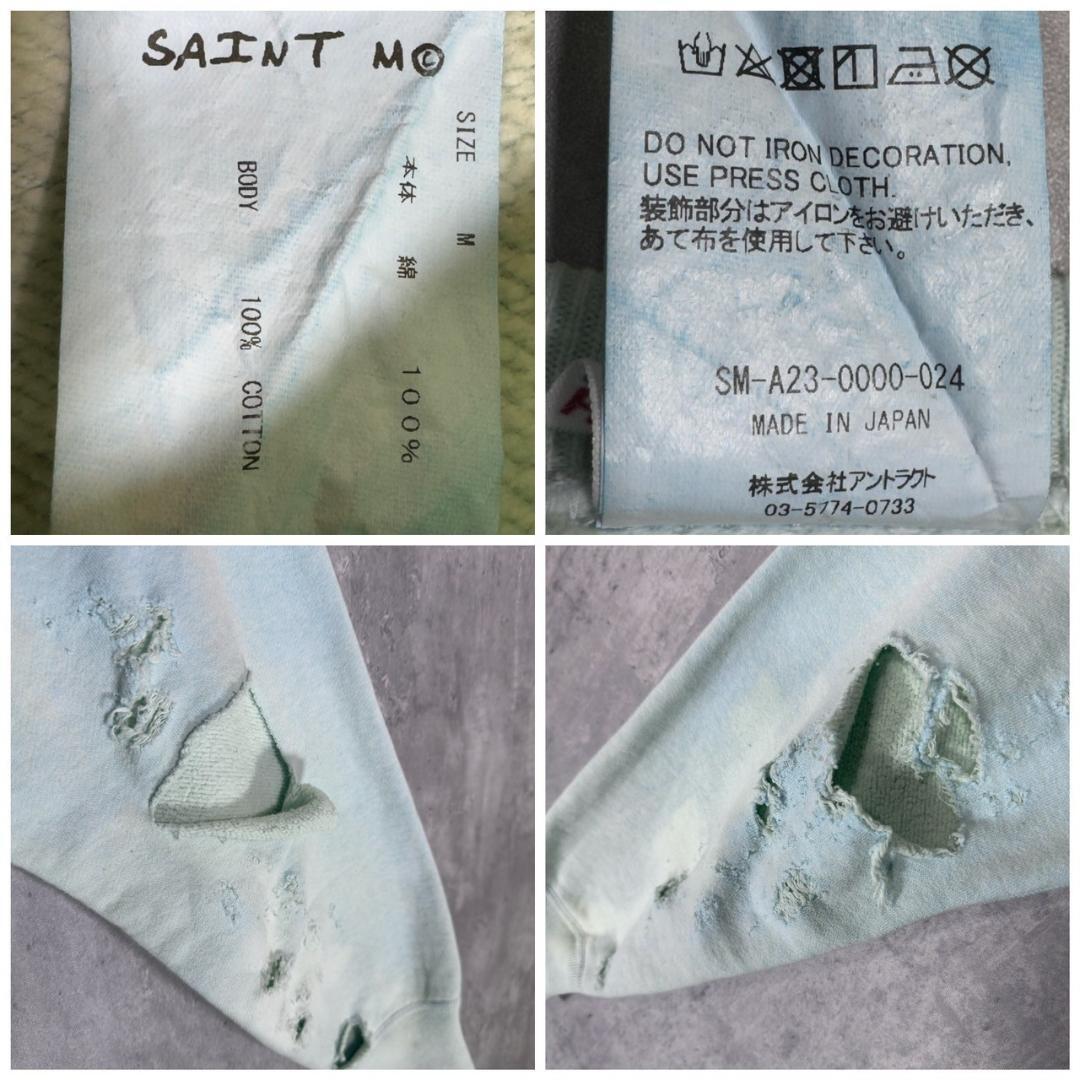 SAINT M©
SIZE M
本体 綿 100%
BODY 100% COTTON
DO NOT IRON DECORATION,
USE PRESS CLOTH.
装飾部分はアイロンをお避けいただき、
あて布を使用して下さい。
SM-A23-0000-024
MADE IN JAPAN
株式会社アントラクト
03-5774-0733